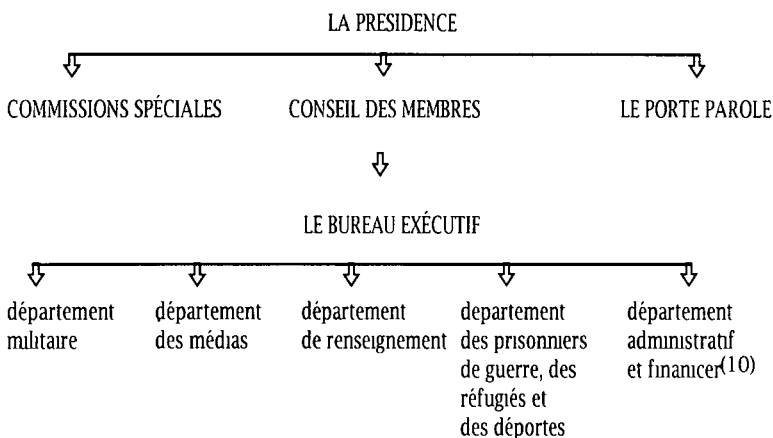 LA PRESIDENCE
COMMISSIONS SPÉCIALES
CONSEIL DES MEMBRES
LE PORTE PAROLE
LE BUREAU EXÉCUTIF
département
militaire
département
des médias
département
de renseignement
departement
des prisonniers
de guerre, des
réfugiés et
des déportes
département
administratif
et finanicer(10)